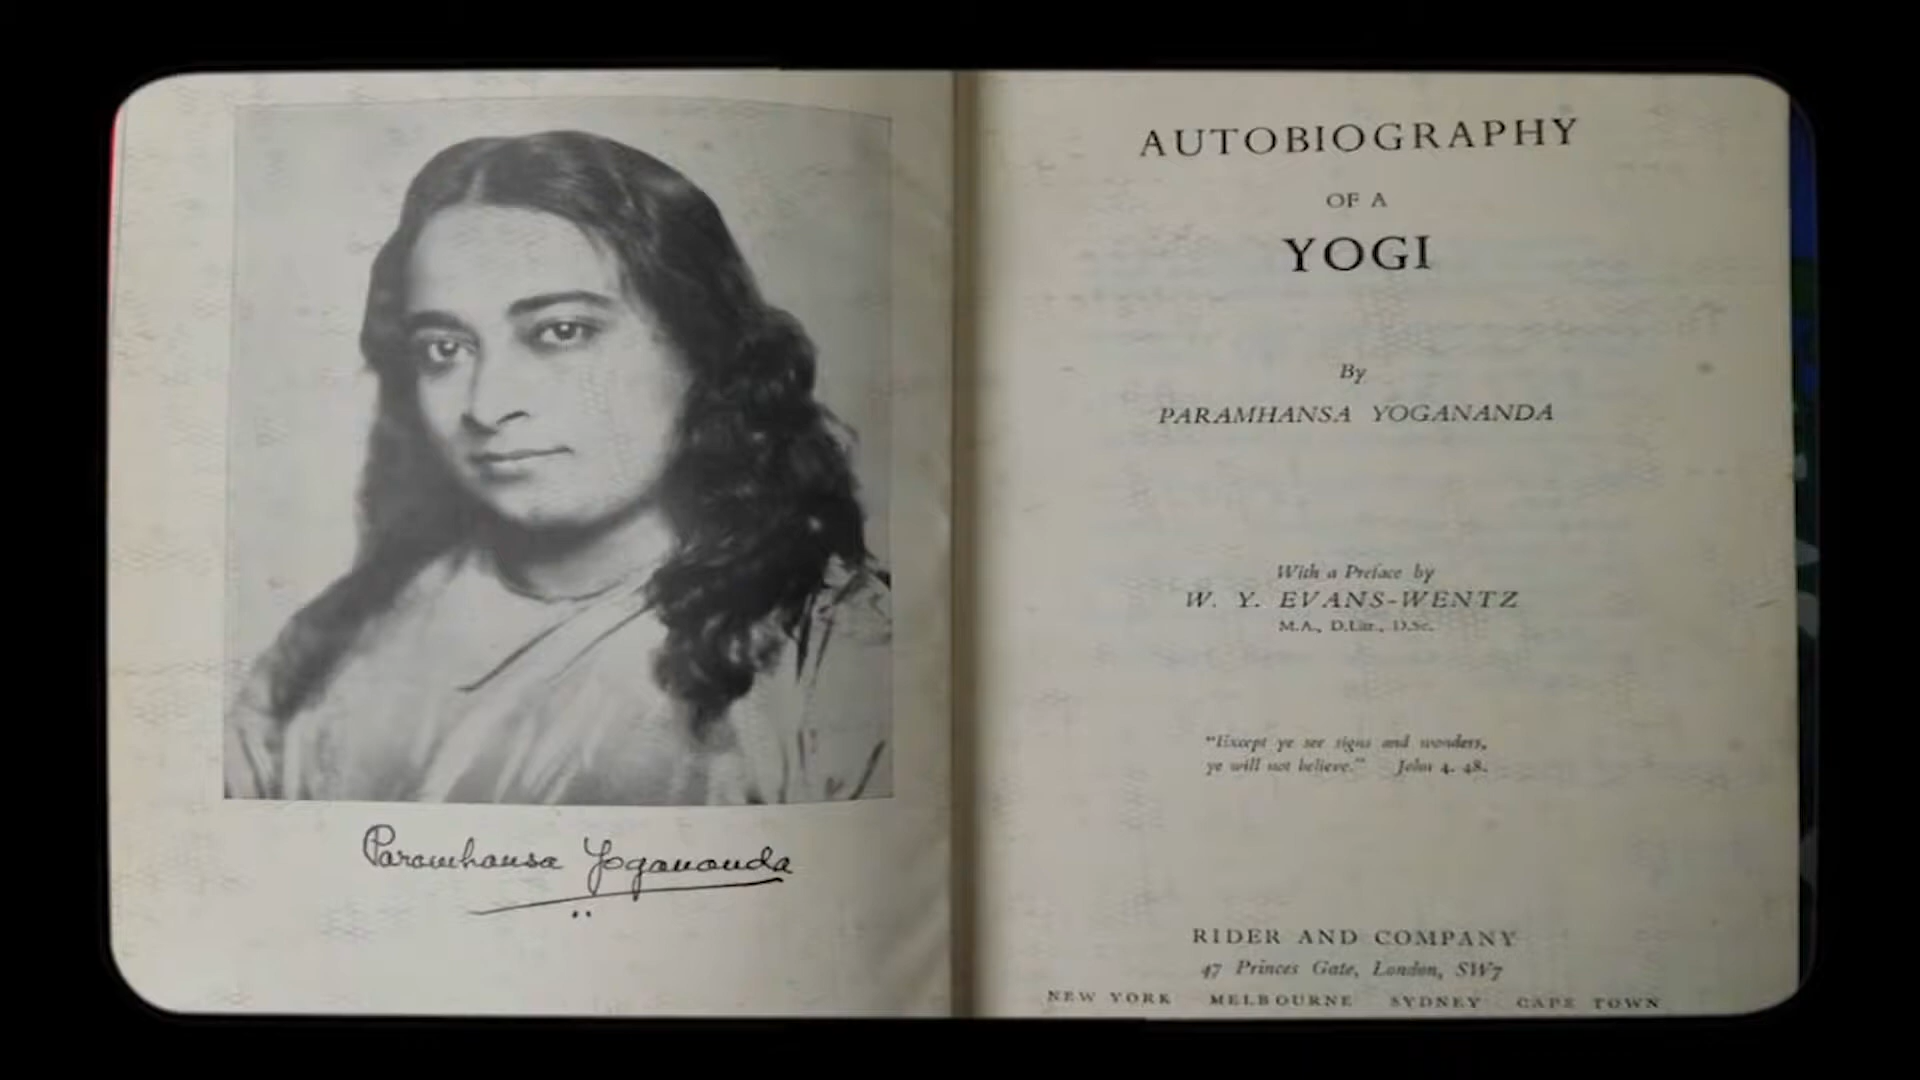 Paramhansa Yogananda
AUTOBIOGRAPHY
OF A
YOGI
By
PARAMHANSA YOGANANDA
With a Preface by
W. Y. EVANS-WENTZ
M.A., D.Litt., D.Sc.
"Except ye see signs and wonders,
ye will not believe." John 4. 48.
RIDER AND COMPANY
47 Princes Gate, London, SW7
NEW YORK MELBOURNE SYDNEY CAPE TOWN